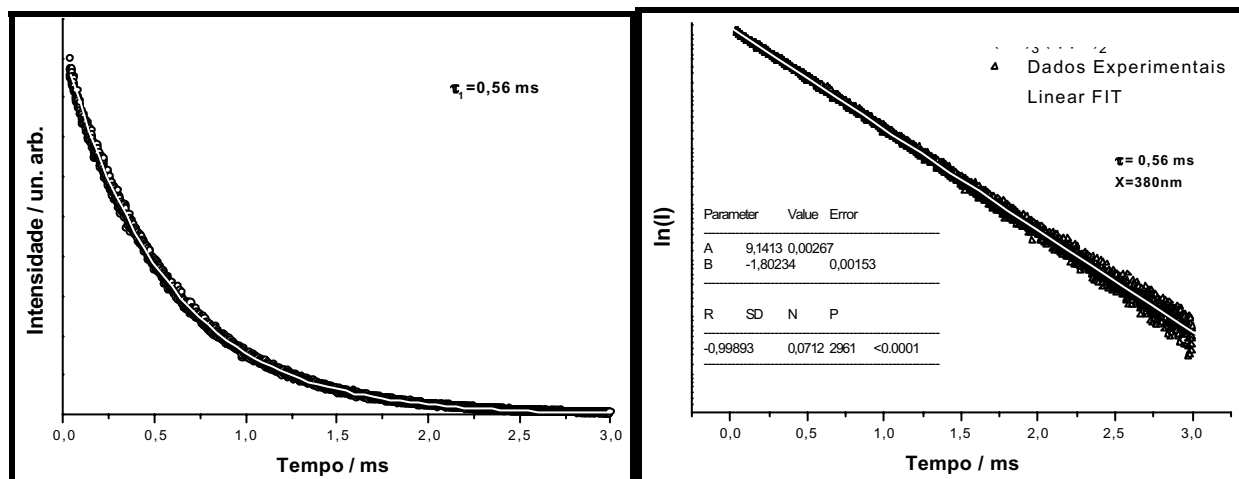 Intensidade / un. arb.
τ1=0,56 ms
0,0 0,5 1,0 1,5 2,0 2,5 3,0
Tempo / ms
ln(I)
Dados Experimentais
Linear FIT
τ= 0,56 ms
X=380nm
Parameter Value Error
A 9,1413 0,00267
B -1,80234 0,00153
R SD N P
-0,99893 0,0712 2961 <0.0001
0,0 0,5 1,0 1,5 2,0 2,5 3,0
Tempo / ms